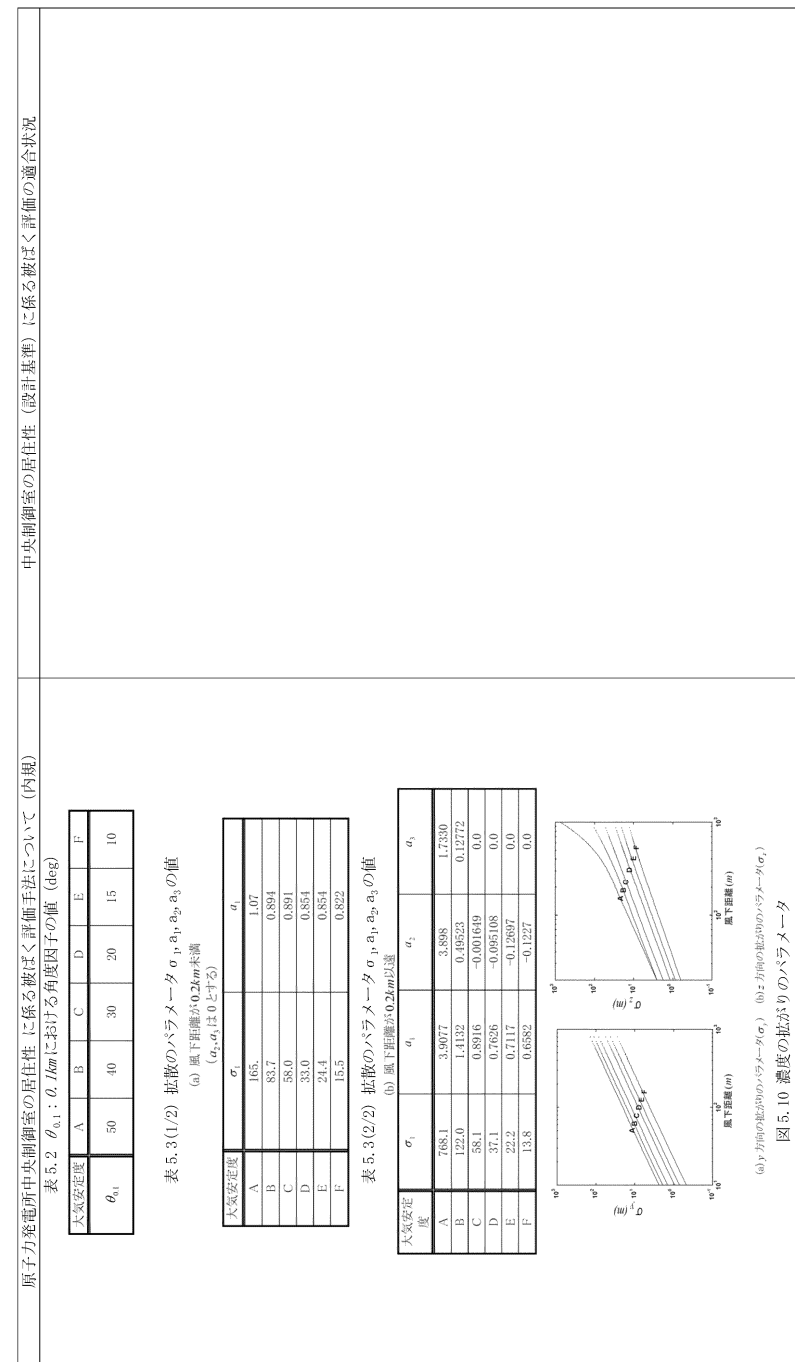 原子力発電所中央制御室の居住性 に係る被ばく評価手法について（内規）
中央制御室の居住性（設計基準）に係る被ばく評価の適合状況
表 5.2 θ0.1：0.1kmにおける角度因子の値 (deg)
大気安定度 A B C D E F
θ0.1 50 40 30 20 15 10
表 5.3(1/2) 拡散のパラメータ σ1, a1, a2, a3の値
(a) 風下距離が0.2km未満
(a2, a3 は 0 とする)
大気安定度 σ1 a1
A 165. 1.07
B 83.7 0.894
C 58.0 0.891
D 33.0 0.854
E 24.4 0.854
F 15.5 0.822
表 5.3(2/2) 拡散のパラメータ σ1, a1, a2, a3 の値
(b) 風下距離が0.2km以遠
大気安定度 σ1 a1 a2 a3
A 768.1 3.9077 3.898 1.7330
B 122.0 1.4132 0.49523 0.12772
C 58.1 0.8916 -0.001649 0.0
D 37.1 0.7626 -0.095108 0.0
E 22.2 0.7117 -0.12697 0.0
F 13.8 0.6582 -0.1227 0.0
σy (m)
A B C D E F
風下距離(m)
σz (m)
A B C D E F
風下距離(m)
(a) y 方向の拡がりのパラメータ(σy) (b) z 方向の拡がりのパラメータ(σz)
図 5.10 濃度の拡がりのパラメータ